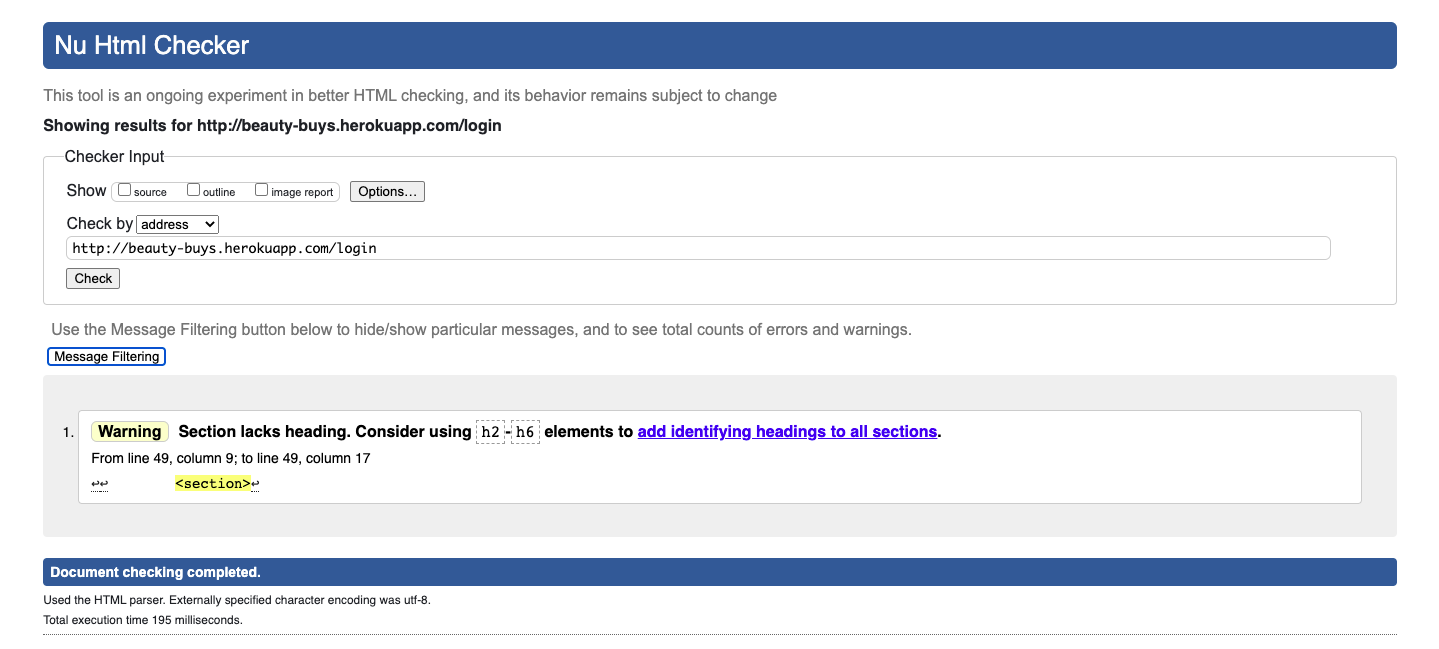 Nu Html Checker
This tool is an ongoing experiment in better HTML checking, and its behavior remains subject to change
Showing results for http://beauty-buys.herokuapp.com/login
Checker Input
Show source outline image report Options...
Check by address
http://beauty-buys.herokuapp.com/login
Check
Use the Message Filtering button below to hide/show particular messages, and to see total counts of errors and warnings.
Message Filtering
1. Warning Section lacks heading. Consider using h2-h6 elements to add identifying headings to all sections.
From line 49, column 9; to line 49, column 17
↩↩ <section>↩
Document checking completed.
Used the HTML parser. Externally specified character encoding was utf-8.
Total execution time 195 milliseconds.